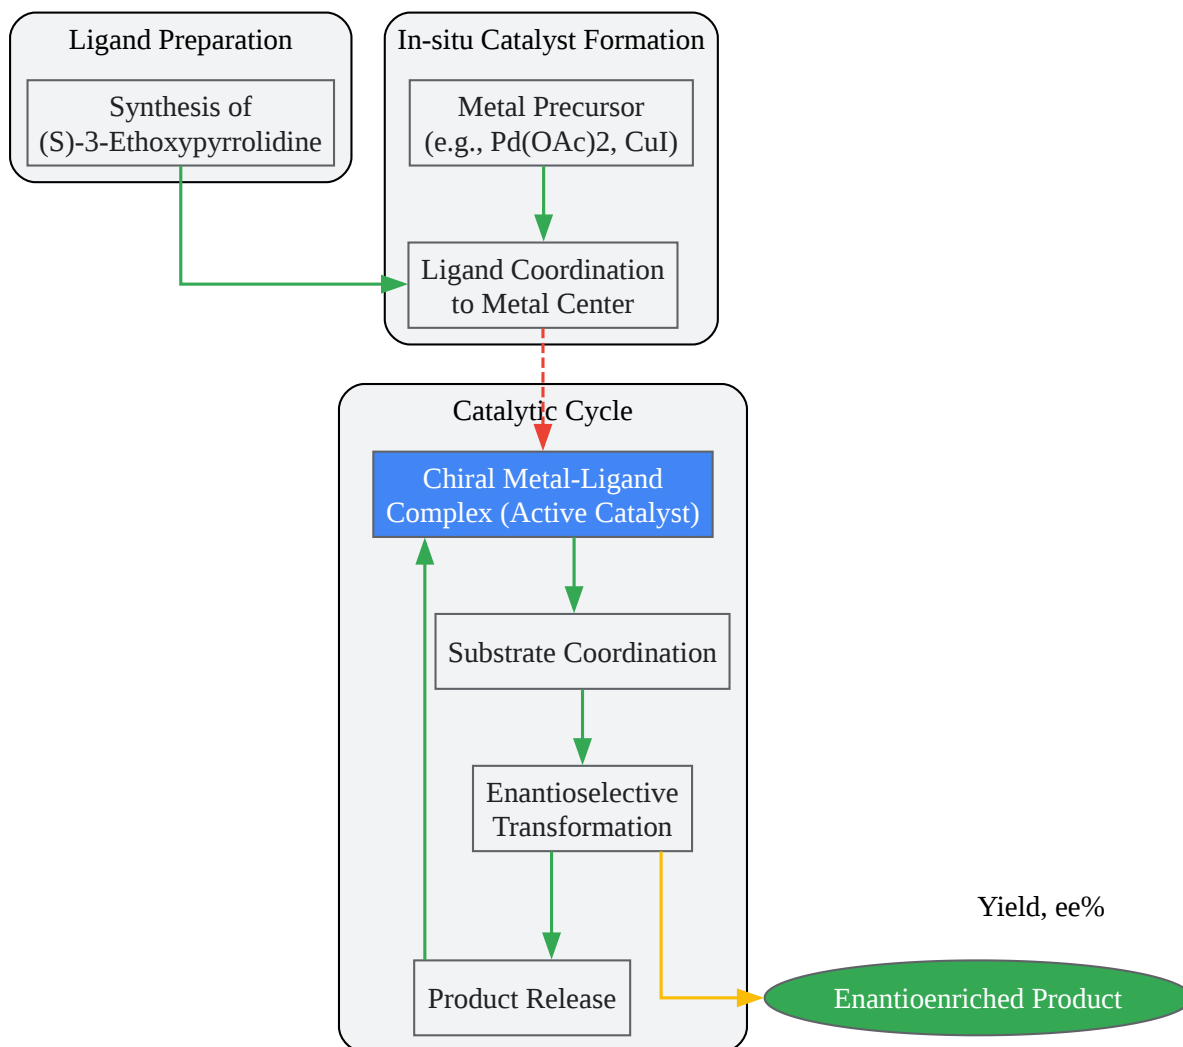 Ligand Preparation
Synthesis of
(S)-3-Ethoxypyrrolidine
In-situ Catalyst Formation
Metal Precursor
(e.g., Pd(OAc)2, CuI)
Ligand Coordination
to Metal Center
Catalytic Cycle
Chiral Metal-Ligand
Complex (Active Catalyst)
Substrate Coordination
Enantioselective
Transformation
Product Release
Yield, ee%
Enantioenriched Product